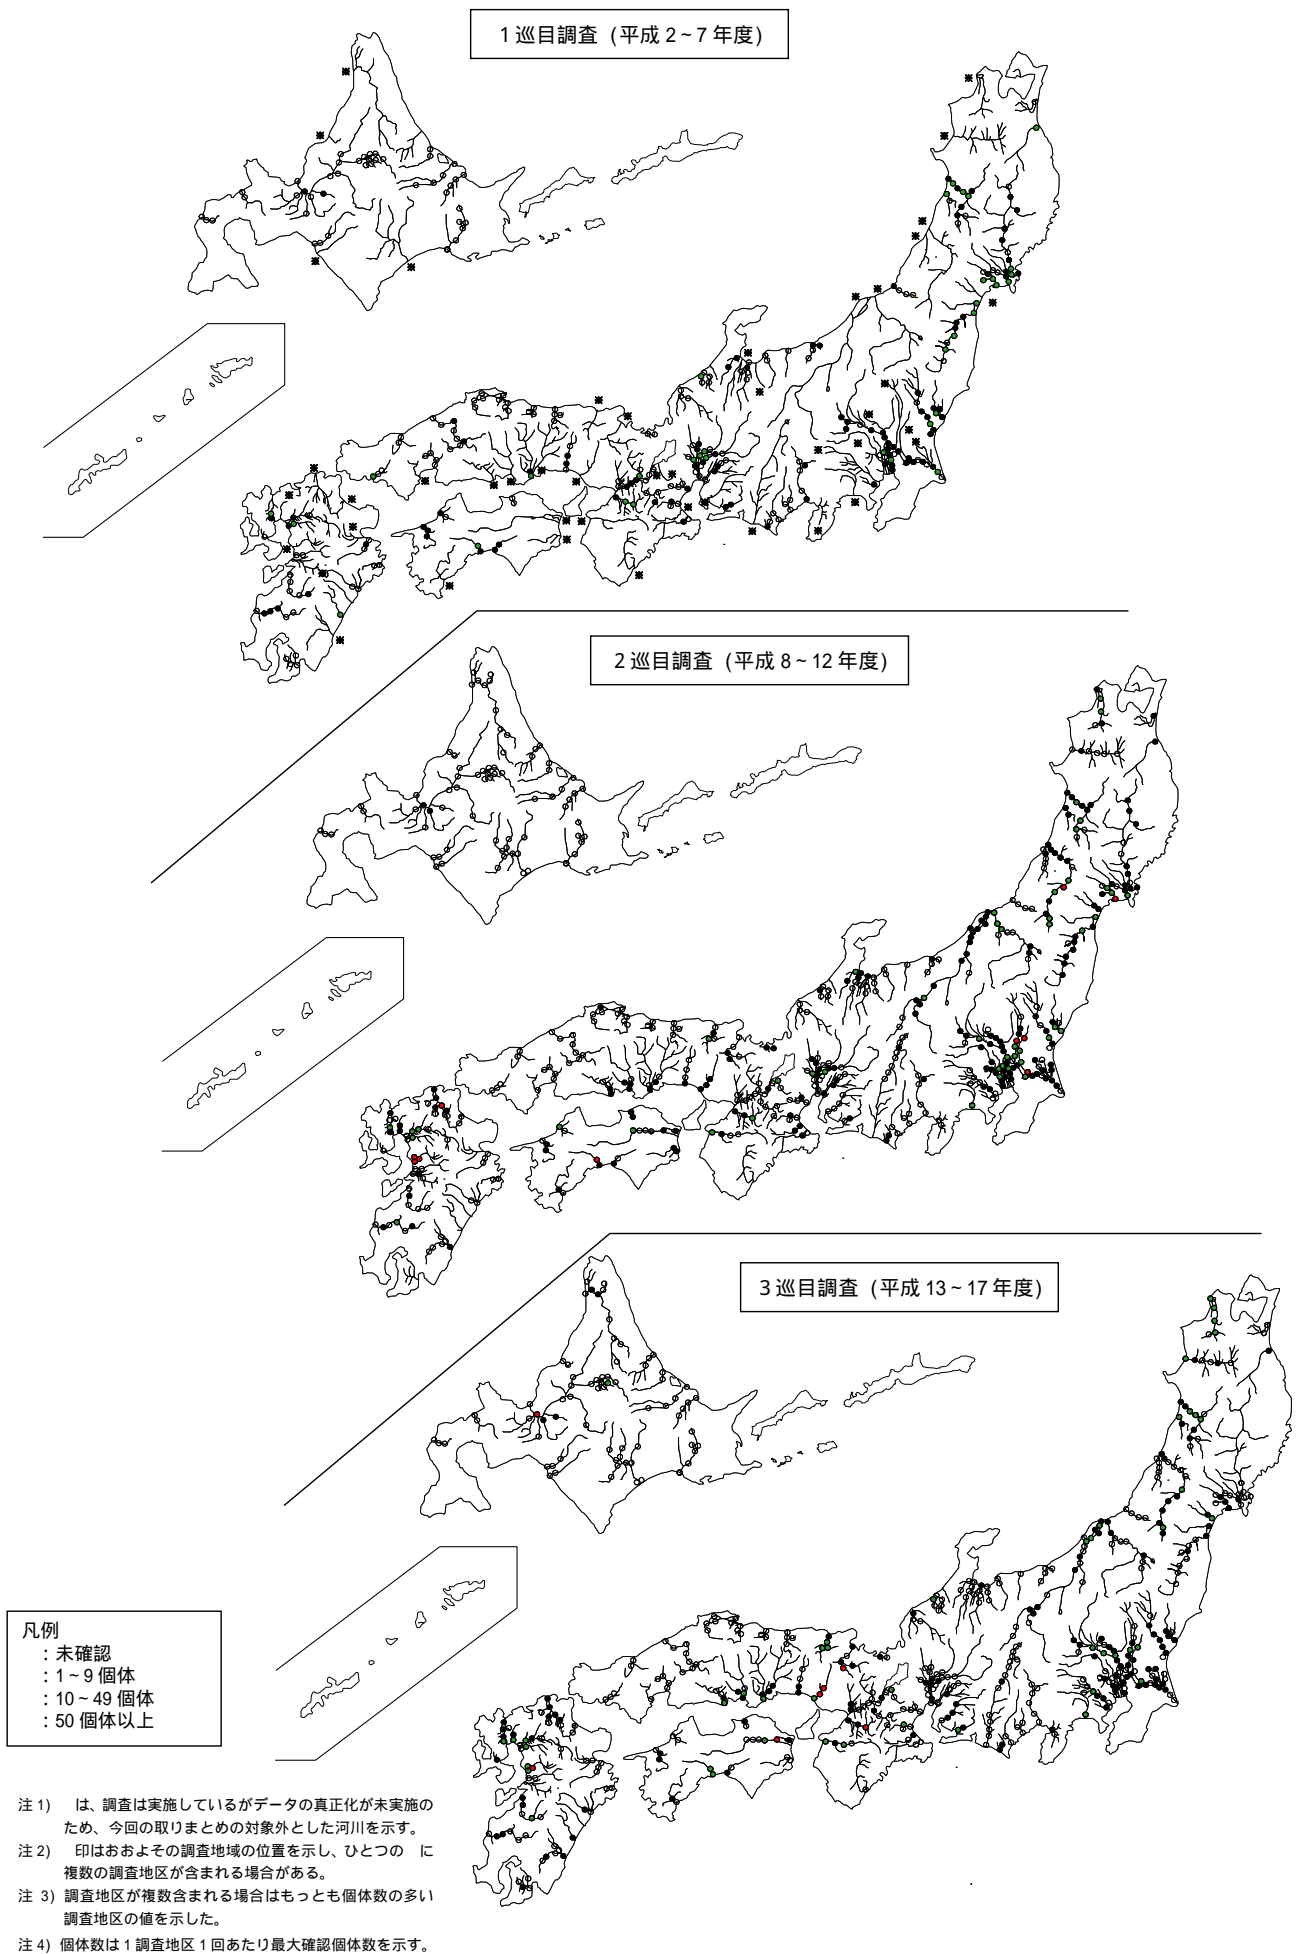 1巡目調査（平成2~7年度）
2巡目調査（平成8~12年度）
3巡目調査（平成13~17年度）
凡例
：未確認
：1~9個体
：10~49個体
：50個体以上
注1)　は、調査は実施しているがデータの真正化が未実施の
ため、今回の取りまとめの対象外とした河川を示す。
注2)　印はおおよその調査地域の位置を示し、ひとつの　に
複数の調査地区が含まれる場合がある。
注 3) 調査地区が複数含まれる場合はもっとも個体数の多い
調査地区の値を示した。
注 4) 個体数は1調査地区1回あたり最大確認個体数を示す。